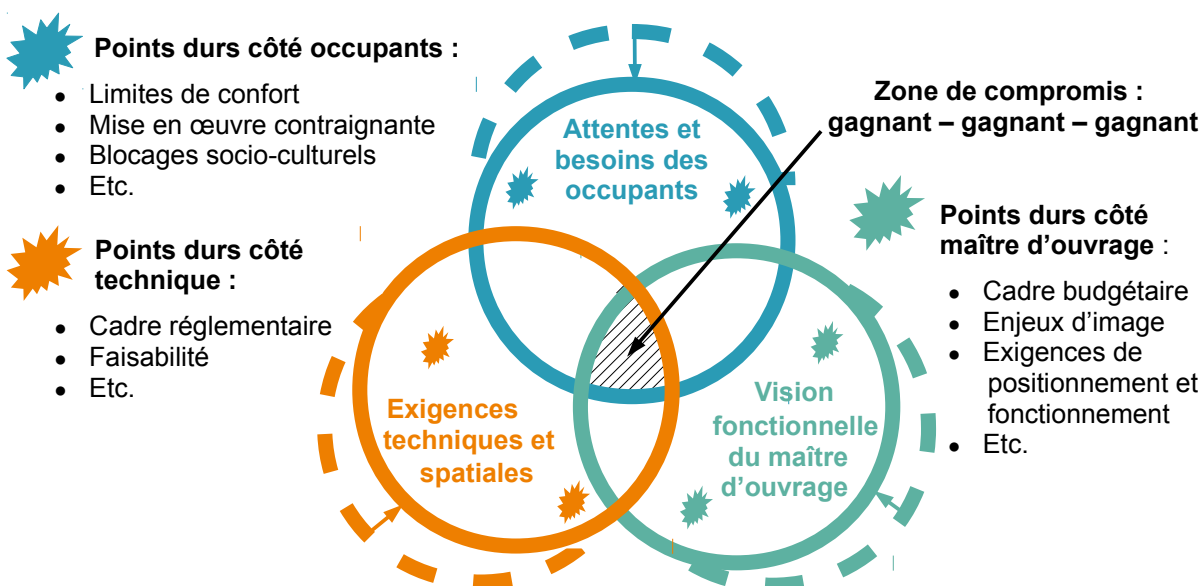 Points durs côté occupants :
● Limites de confort
● Mise en œuvre contraignante
● Blocages socio-culturels
● Etc.
Points durs côté
technique :
● Cadre réglementaire
● Faisabilité
● Etc.
Attentes et
besoins des
occupants
Exigences
techniques et
spatiales
Vision
fonctionnelle
du maître
d’ouvrage
Zone de compromis :
gagnant – gagnant – gagnant
Points durs côté
maître d’ouvrage :
● Cadre budgétaire
● Enjeux d’image
● Exigences de
positionnement et
fonctionnement
● Etc.